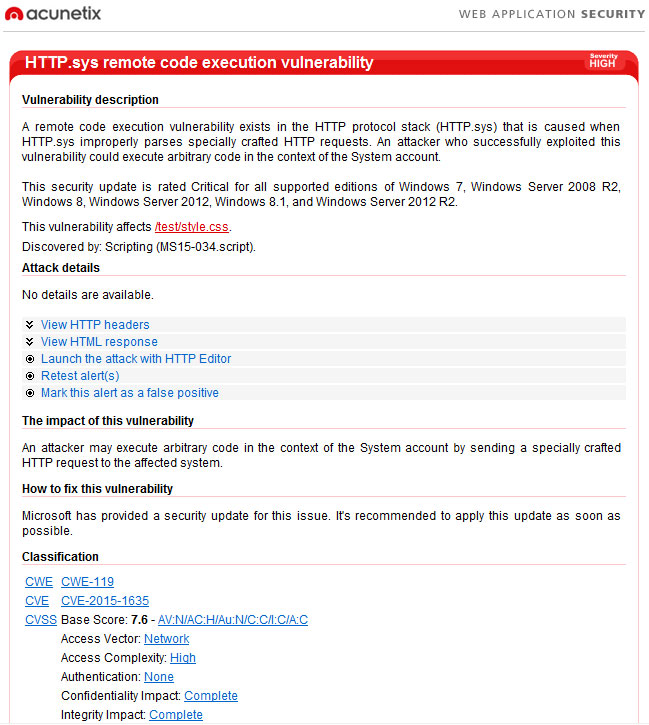 acunetix
WEB APPLICATION SECURITY
HTTP.sys remote code execution vulnerability
Severity
HIGH
Vulnerability description
A remote code execution vulnerability exists in the HTTP protocol stack (HTTP.sys) that is caused when
HTTP.sys improperly parses specially crafted HTTP requests. An attacker who successfully exploited this
vulnerability could execute arbitrary code in the context of the System account.
This security update is rated Critical for all supported editions of Windows 7, Windows Server 2008 R2,
Windows 8, Windows Server 2012, Windows 8.1, and Windows Server 2012 R2.
This vulnerability affects /test/style.css.
Discovered by: Scripting (MS15-034.script).
Attack details
No details are available.
View HTTP headers
View HTML response
Launch the attack with HTTP Editor
Retest alert(s)
Mark this alert as a false positive
The impact of this vulnerability
An attacker may execute arbitrary code in the context of the System account by sending a specially crafted
HTTP request to the affected system.
How to fix this vulnerability
Microsoft has provided a security update for this issue. It's recommended to apply this update as soon as
possible.
Classification
CWE CWE-119
CVE CVE-2015-1635
CVSS Base Score: 7.6 - AV:N/AC:H/Au:N/C:C/I:C/A:C
Access Vector: Network
Access Complexity: High
Authentication: None
Confidentiality Impact: Complete
Integrity Impact: Complete